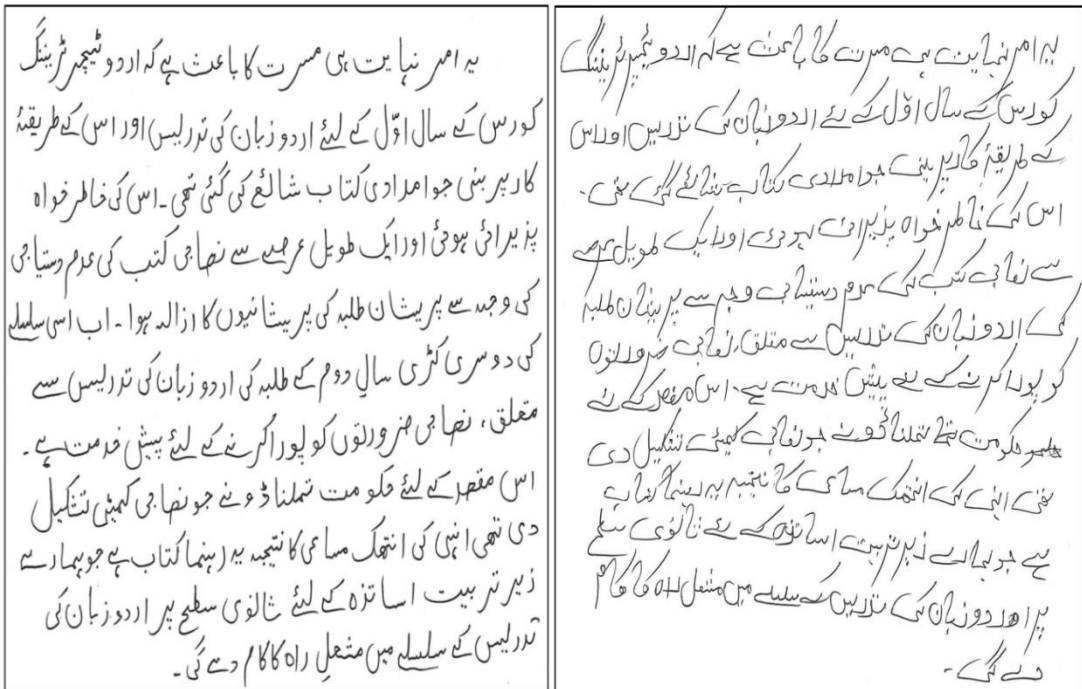 یہ امر نہایت ہی مسرت کا باعث ہے کہ اردو ٹیچر ٹریننگ
کورس کے سال اوّل کے لئے اردو زبان کی تدریس اور اس کے طریقۂ
کار پر مبنی جو امدادی کتاب شائع کی گئی تھی۔ اس کی خاطر خواہ
پذیرائی ہوئی اور ایک طویل عرصے سے نصابی کتب کی عدم دستیابی
کی وجہ سے پریشان طلبہ کی پریشانیوں کا ازالہ ہوا۔ اب اسی سلسلے
کی دوسری کڑی سالِ دوم کے طلبہ کی اردو زبان کی تدریس سے
متعلق، نصابی ضرورتوں کو پورا کرنے کے لئے پیش خدمت ہے۔
اس مقصد کے لئے حکومت تملناڈو نے جو نصابی کمیٹی تشکیل
دی تھی انہی کی انتھک مساعی کا نتیجہ یہ رہنما کتاب ہے جو ہمارے
زیر تربیت اساتذہ کے لئے ثانوی سطح پر اردو زبان کی
تدریس کے سلسلے میں مشعلِ راہ کا کام دے گی۔
یہ امر نہایت ہی مسرت کا باعث ہے کہ اردو ٹیچر ٹریننگ
کورس کے سال اوّل کے لئے اردو زبان کی تدریس اور اس
کے طریقۂ کار پر مبنی جو امدادی کتاب شائع کی گئی تھی۔
اس کی خاطر خواہ پذیرائی ہوئی اور ایک طویل عرصے
سے نصابی کتب کی عدم دستیابی وجہ سے پریشان طلبہ
کی اردو زبان کی تدریس سے متعلق، نصابی ضرورتوں
کو پورا کرنے کے لئے پیش خدمت ہے۔ اس مقصد کے لئے
حکومت تملناڈو نے جو نصابی کمیٹی تشکیل دی
تھی انہی کی انتھک مساعی کا نتیجہ یہ رہنما کتاب
ہے جو ہمارے زیر تربیت اساتذہ کے لئے ثانوی سطح
پر اردو زبان کی تدریس کے سلسلے میں مشعل راہ کا کام
دے گی۔